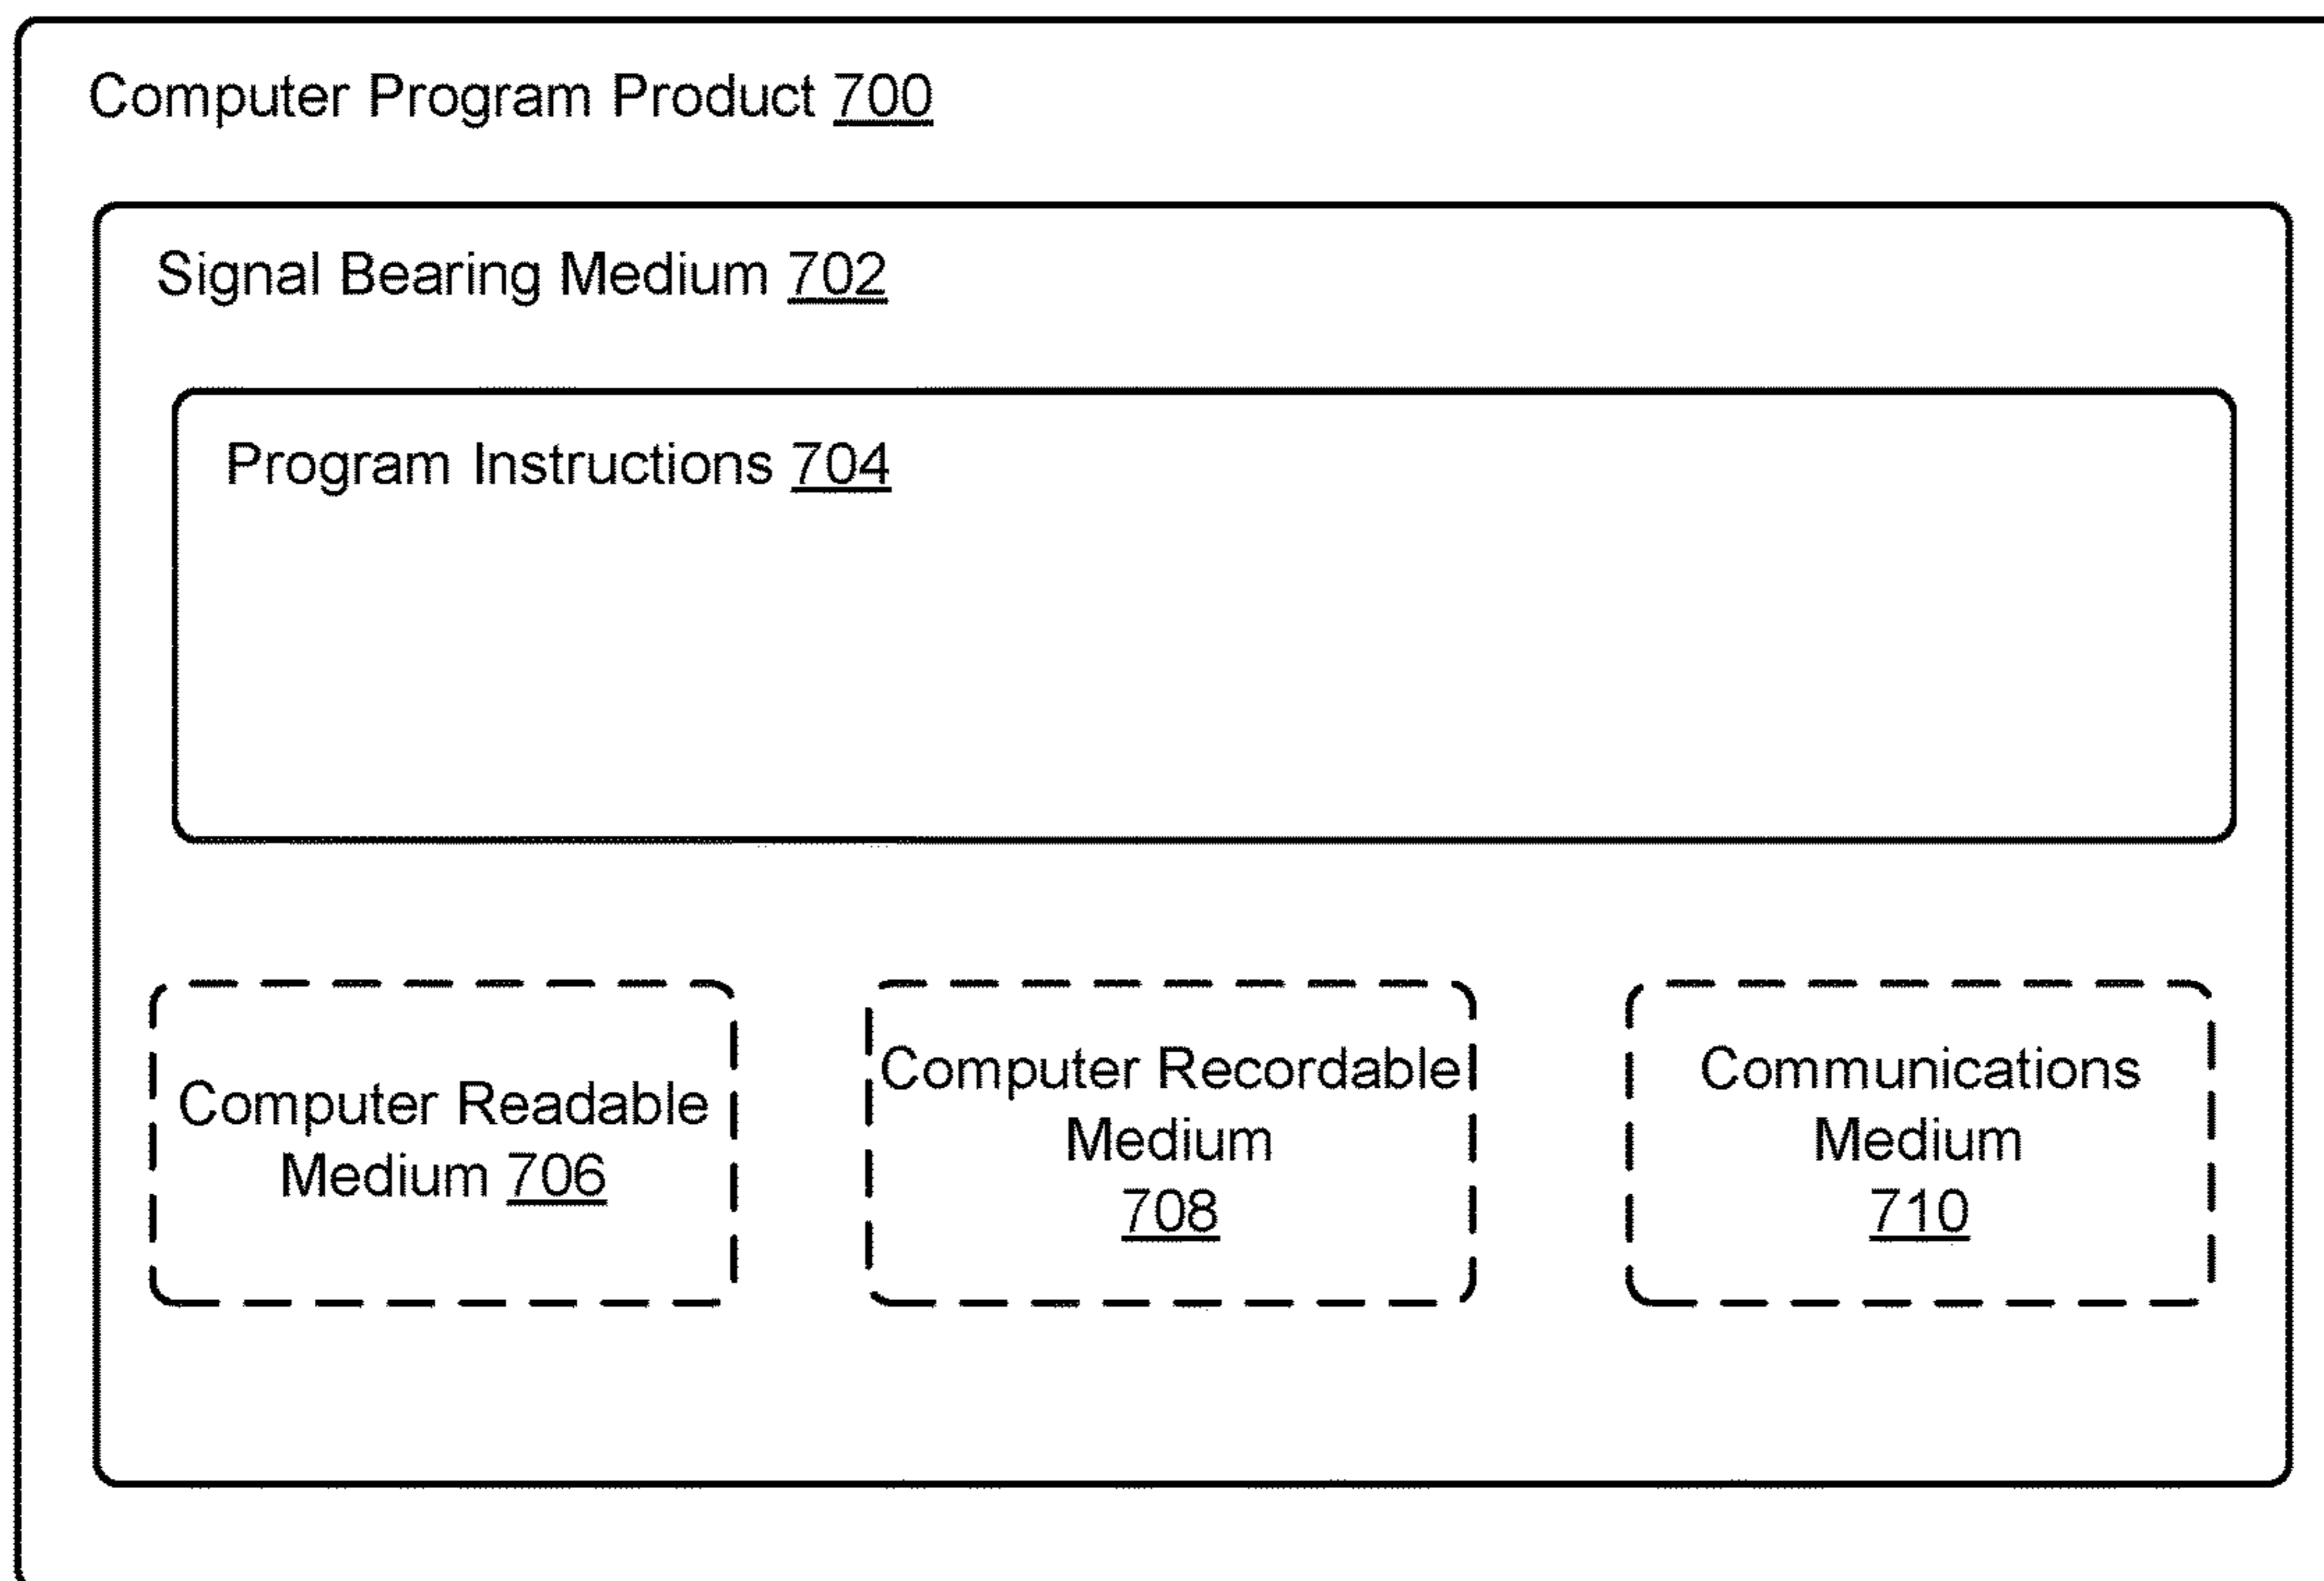 Computer Program Product 700
Signal Bearing Medium 702
Program Instructions 704
Computer Readable
Medium 706
Computer Recordable
Medium
708
Communications
Medium
710